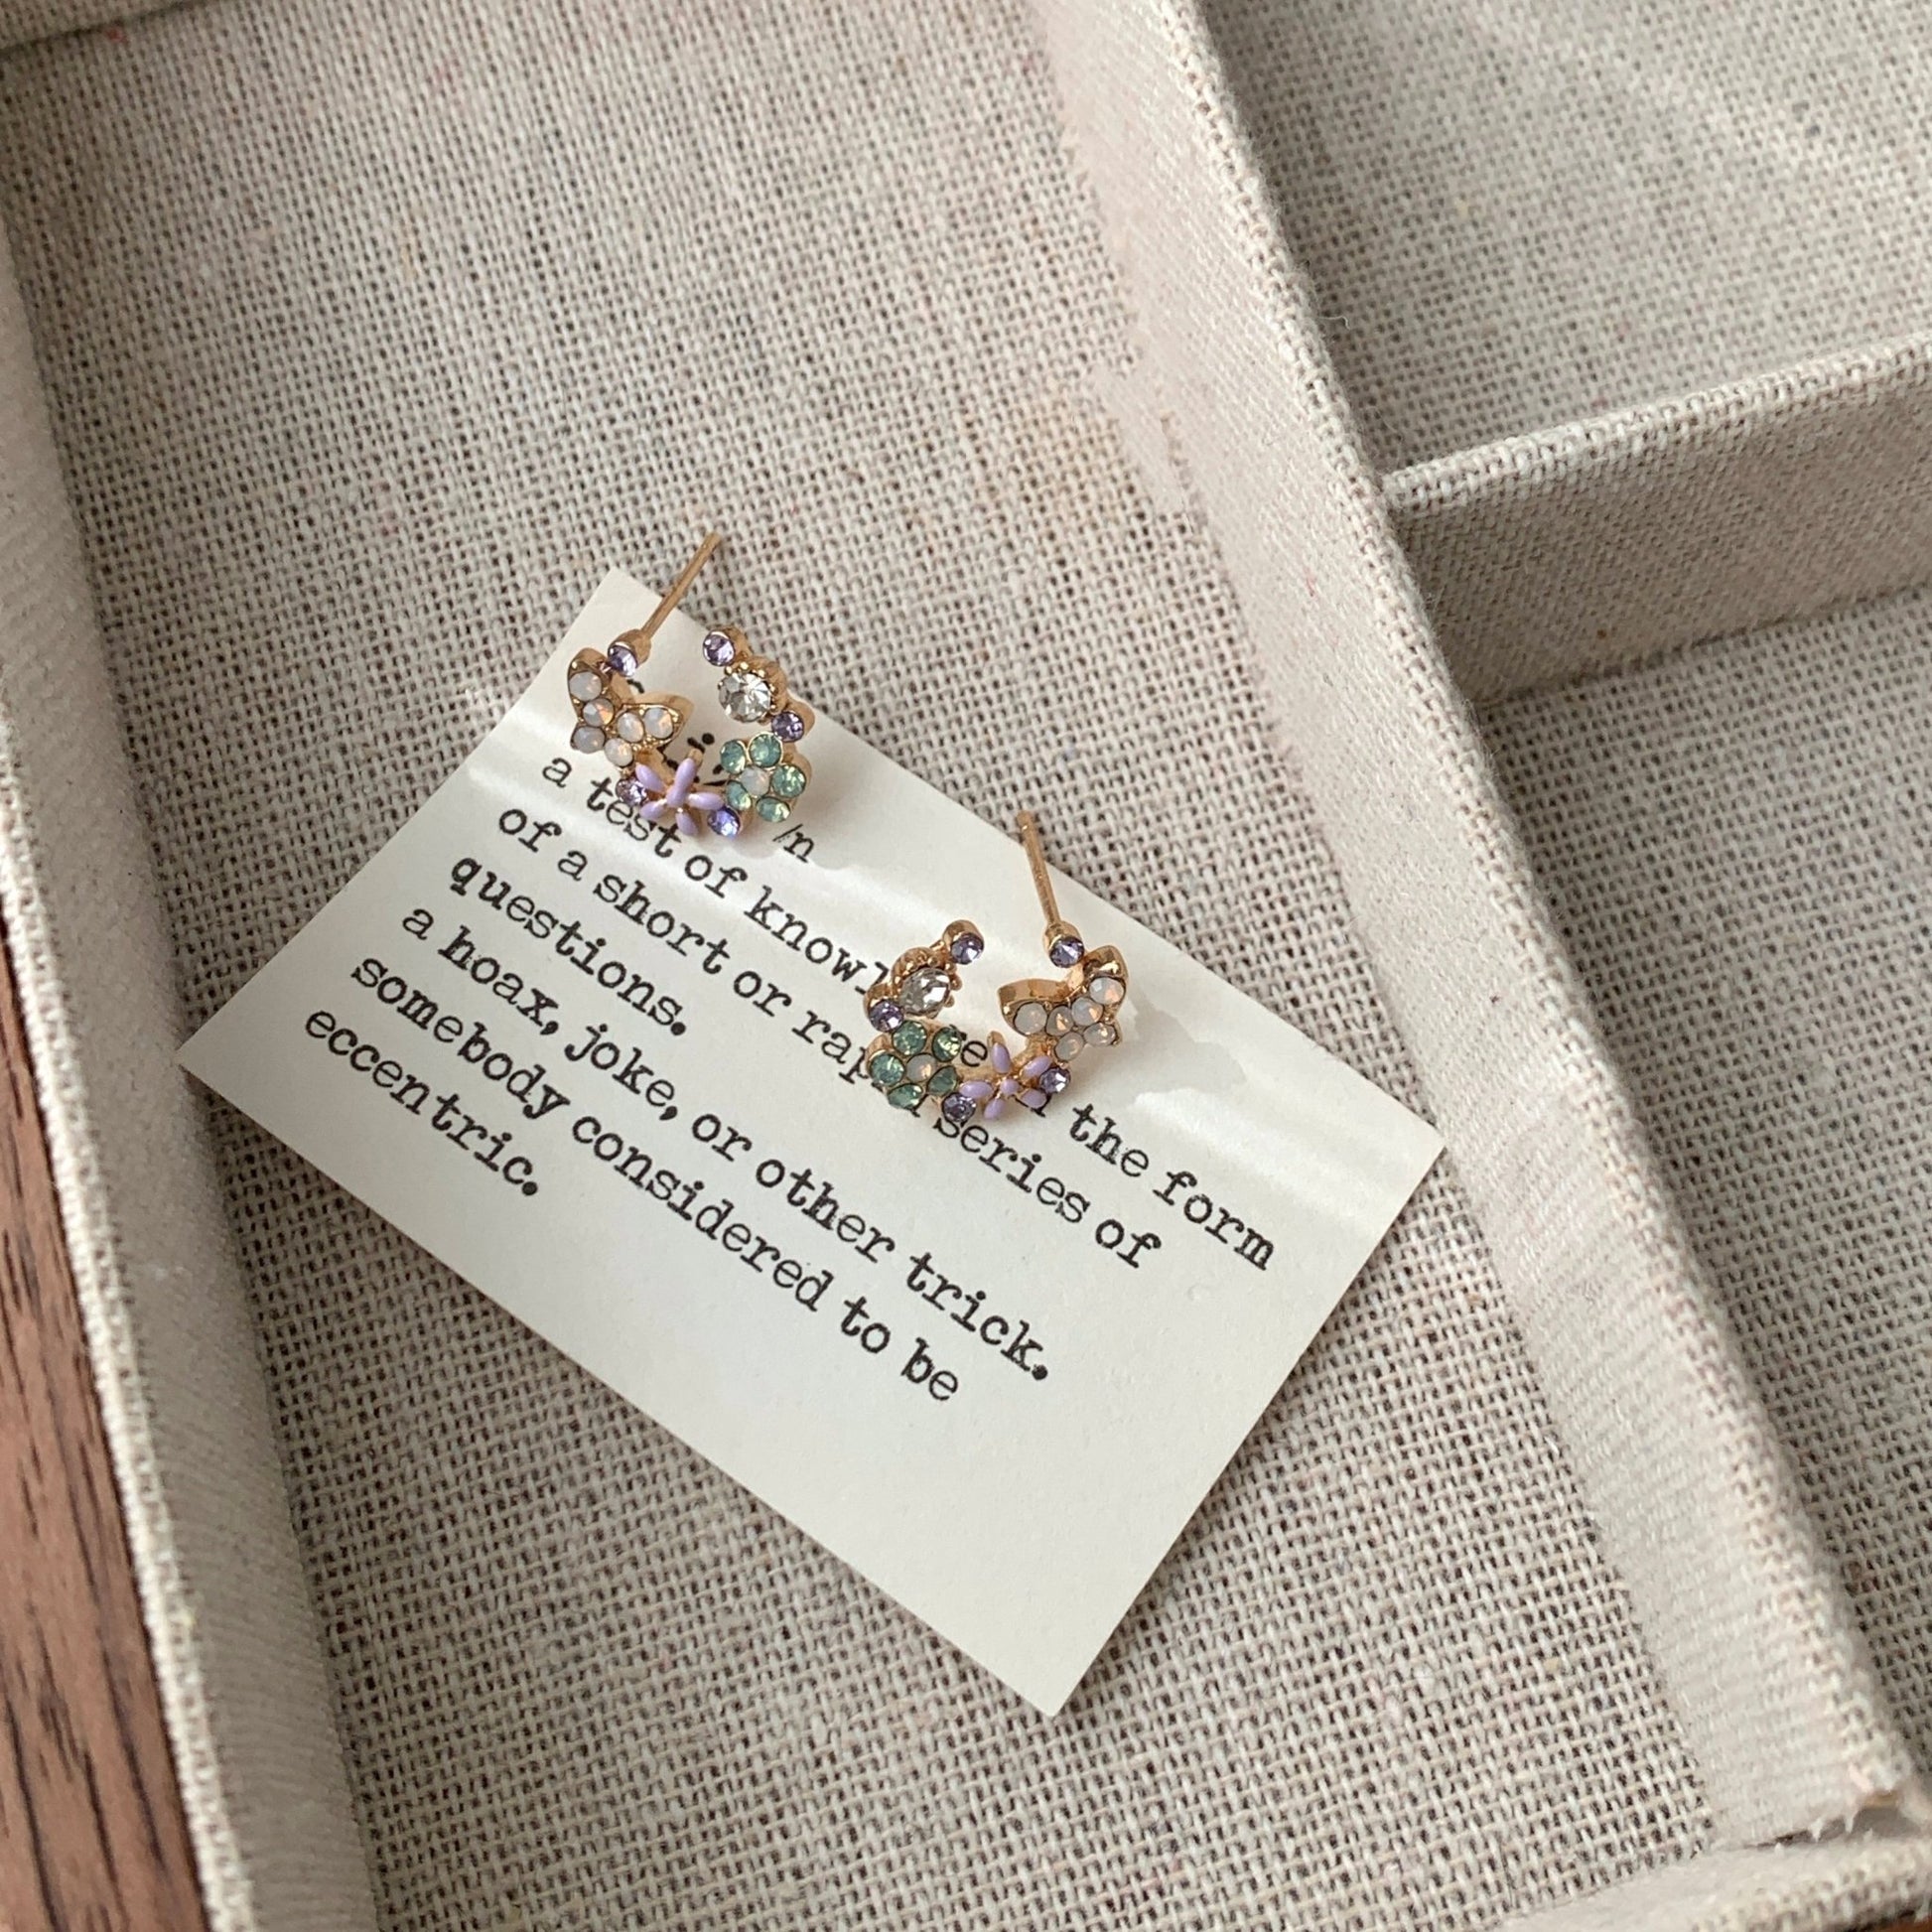 /n
a test of in the form
of a short or series of
questions.
a hoax, joke, or other trick.
somebody considered to be
eccentric.